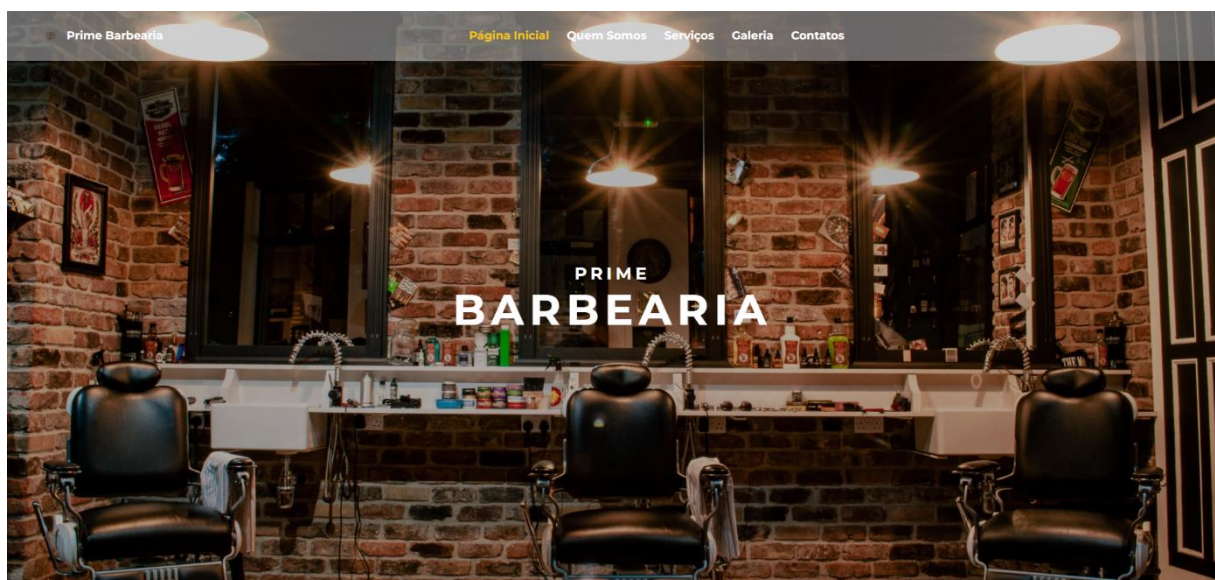 Prime Barbearia
Página Inicial Quem Somos Serviços Galeria Contatos
PRIME
BARBEARIA